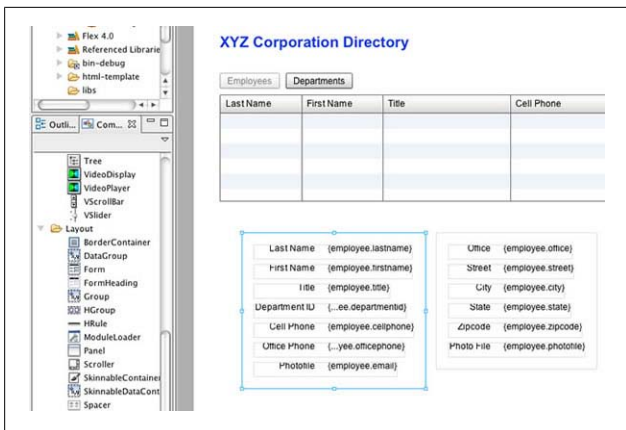 Flex 4.0
Referenced Librarie
bin-debug
html-template
libs
Outli... Com...
Tree
VideoDisplay
VideoPlayer
VScrollBar
VSlider
Layout
BorderContainer
DataGroup
Form
FormHeading
Group
HGroup
HRule
ModuleLoader
Panel
Scroller
SkinnableContainer
SkinnableDataCont
Spacer
XYZ Corporation Directory
Employees Departments
Last Name First Name Title Cell Phone
Last Name {employee.lastname}
First Name {employee.firstname}
Title {employee.title}
Department ID {...ee.departmentid}
Cell Phone {employee.cellphone}
Office Phone {...yee.officephone}
Photofile {employee.email}
Office {employee.office}
Street {employee.street}
City {employee.city}
State {employee.state}
Zipcode {employee.zipcode}
Photo File {employee.photofile}